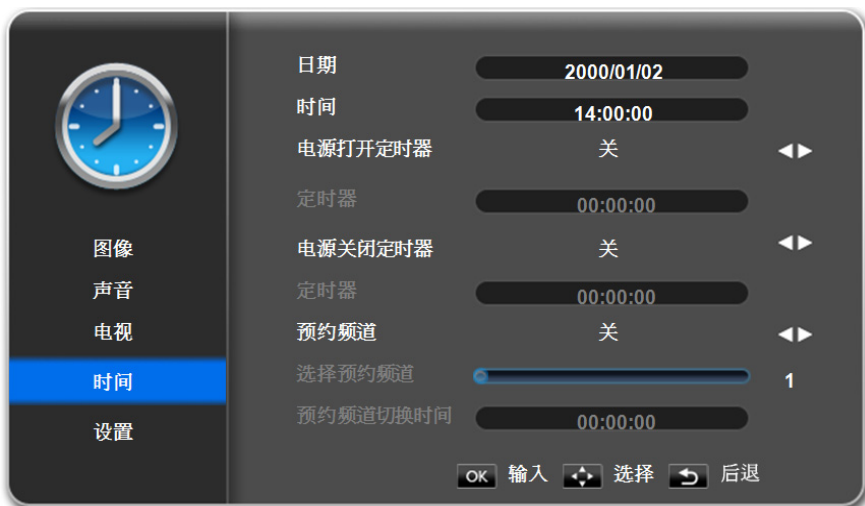 日期 2000/01/02
时间 14:00:00
电源打开定时器 关
定时器 00:00:00
电源关闭定时器 关
定时器 00:00:00
预约频道 关
选择预约频道 1
预约频道切换时间 00:00:00
图像
声音
电视
时间
设置
OK 输入 选择 后退